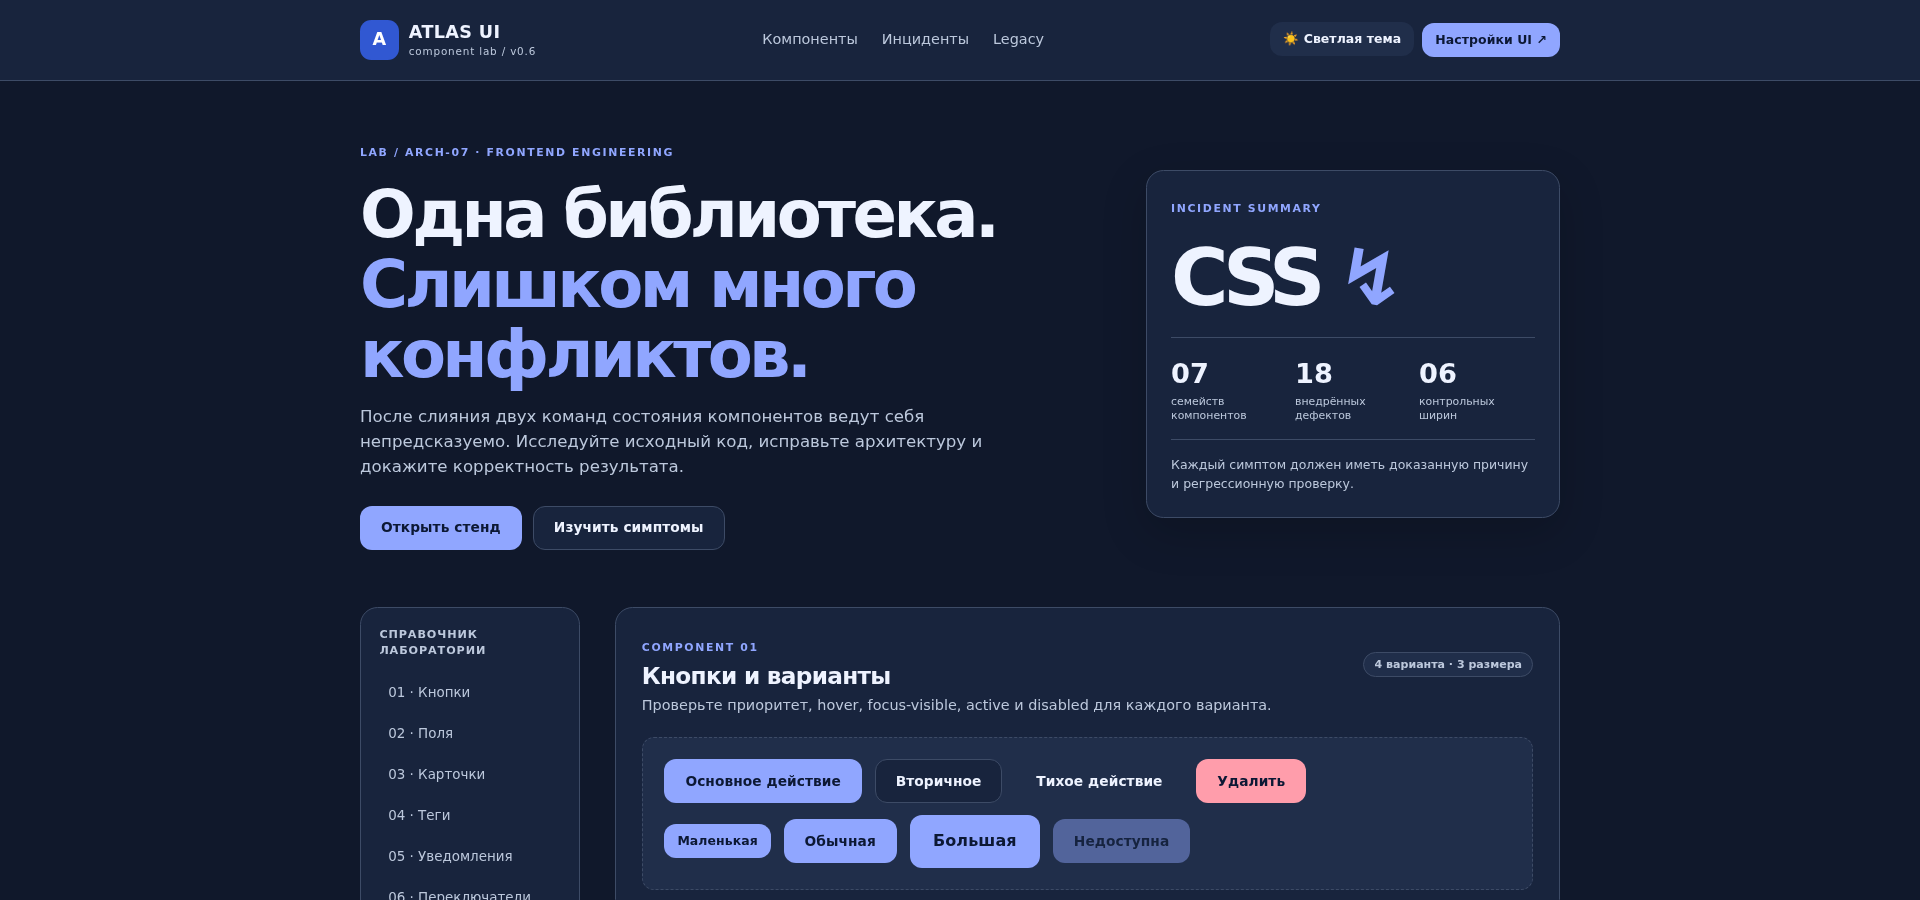 A
ATLAS UI
component lab / v0.6
Компоненты
Инциденты
Legacy
☀️ Светлая тема
Настройки UI ↗
LAB / ARCH-07 · FRONTEND ENGINEERING
Одна библиотека.
Слишком много
конфликтов.
После слияния двух команд состояния компонентов ведут себя
непредсказуемо. Исследуйте исходный код, исправьте архитектуру и
докажите корректность результата.
Открыть стенд
Изучить симптомы
INCIDENT SUMMARY
CSS ↯
07
семейств
компонентов
18
внедрённых
дефектов
06
контрольных
ширин
Каждый симптом должен иметь доказанную причину
и регрессионную проверку.
СПРАВОЧНИК
ЛАБОРАТОРИИ
01 · Кнопки
02 · Поля
03 · Карточки
04 · Теги
05 · Уведомления
06 · Переключатели
COMPONENT 01
Кнопки и варианты
Проверьте приоритет, hover, focus-visible, active и disabled для каждого варианта.
4 варианта · 3 размера
Основное действие
Вторичное
Тихое действие
Удалить
Маленькая
Обычная
Большая
Недоступна